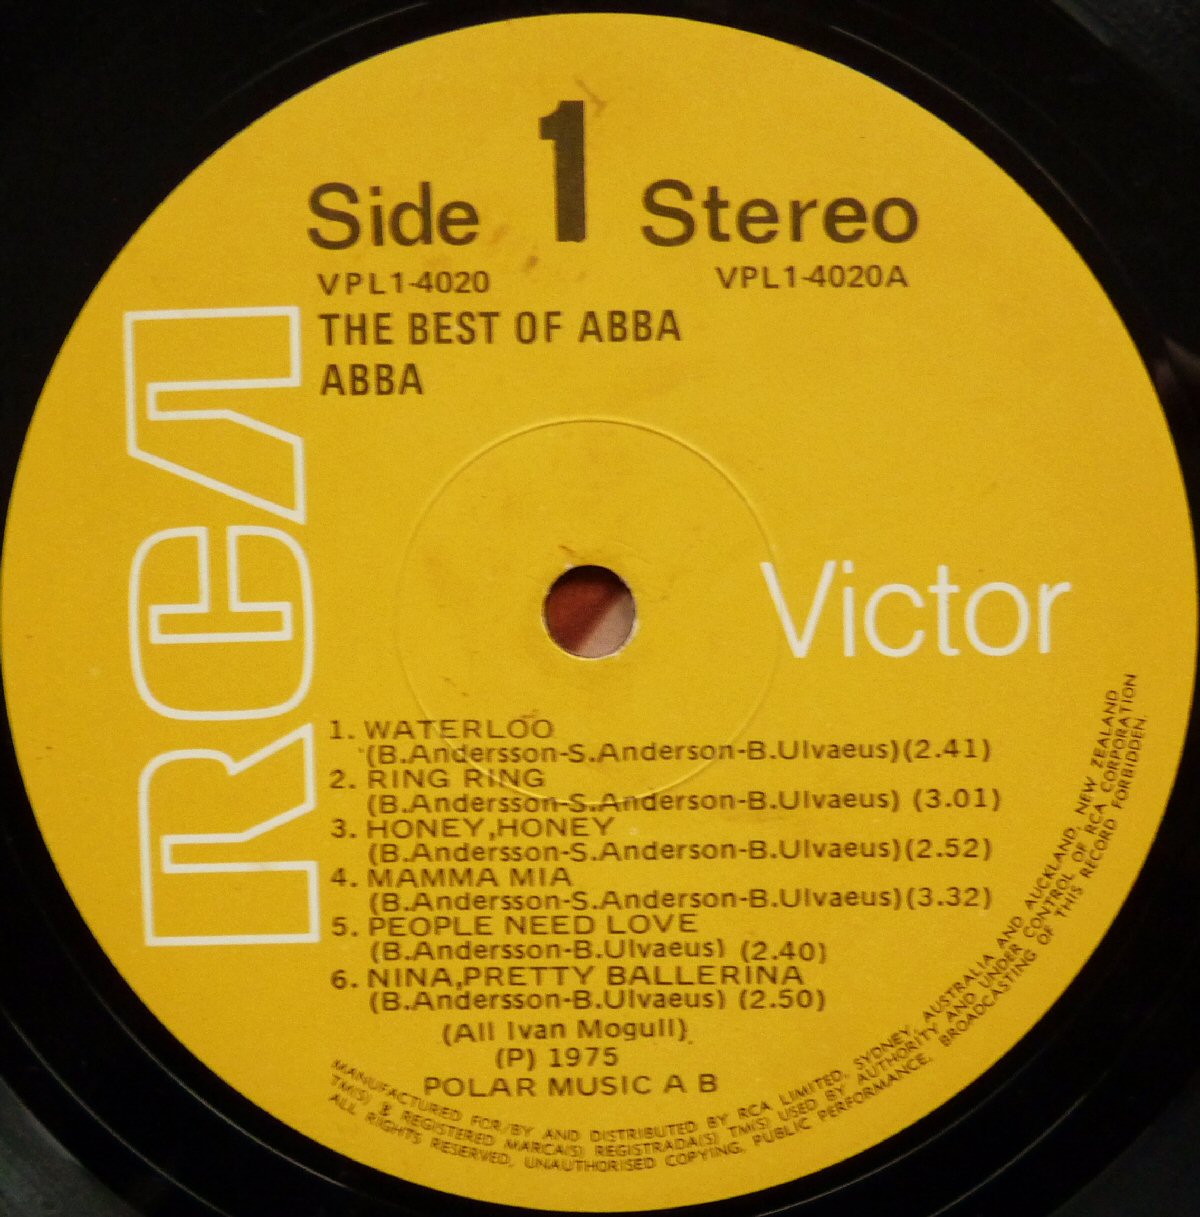 Side 1 Stereo
VPL1-4020 VPL1-4020A
THE BEST OF ABBA
ABBA
RCA
Victor
1. WATERLOO
(B.Andersson-S.Anderson-B.Ulvaeus)(2.41)
2. RING RING
(B.Andersson-S.Anderson-B.Ulvaeus) (3.01)
3. HONEY,HONEY
(B.Andersson-S.Anderson-B.Ulvaeus)(2.52)
4. MAMMA MIA
(B.Andersson-S.Anderson-B.Ulvaeus)(3.32)
5. PEOPLE NEED LOVE
(B.Andersson-B.Ulvaeus) (2.40)
6. NINA,PRETTY BALLERINA
(B.Andersson-B.Ulvaeus) (2.50)
(All Ivan Mogull)
(P) 1975
POLAR MUSIC A B
MANUFACTURED FOR/BY AND DISTRIBUTED BY RCA LIMITED, SYDNEY, AUSTRALIA AND AUCKLAND, NEW ZEALAND
TM(S) & REGISTERED MARCA(S) REGISTRADA(S) TM(S) USED BY AUTHORITY AND UNDER CONTROL OF RCA CORPORATION
ALL RIGHTS RESERVED, UNAUTHORISED COPYING, PUBLIC PERFORMANCE, BROADCASTING OF THIS RECORD FORBIDDEN.